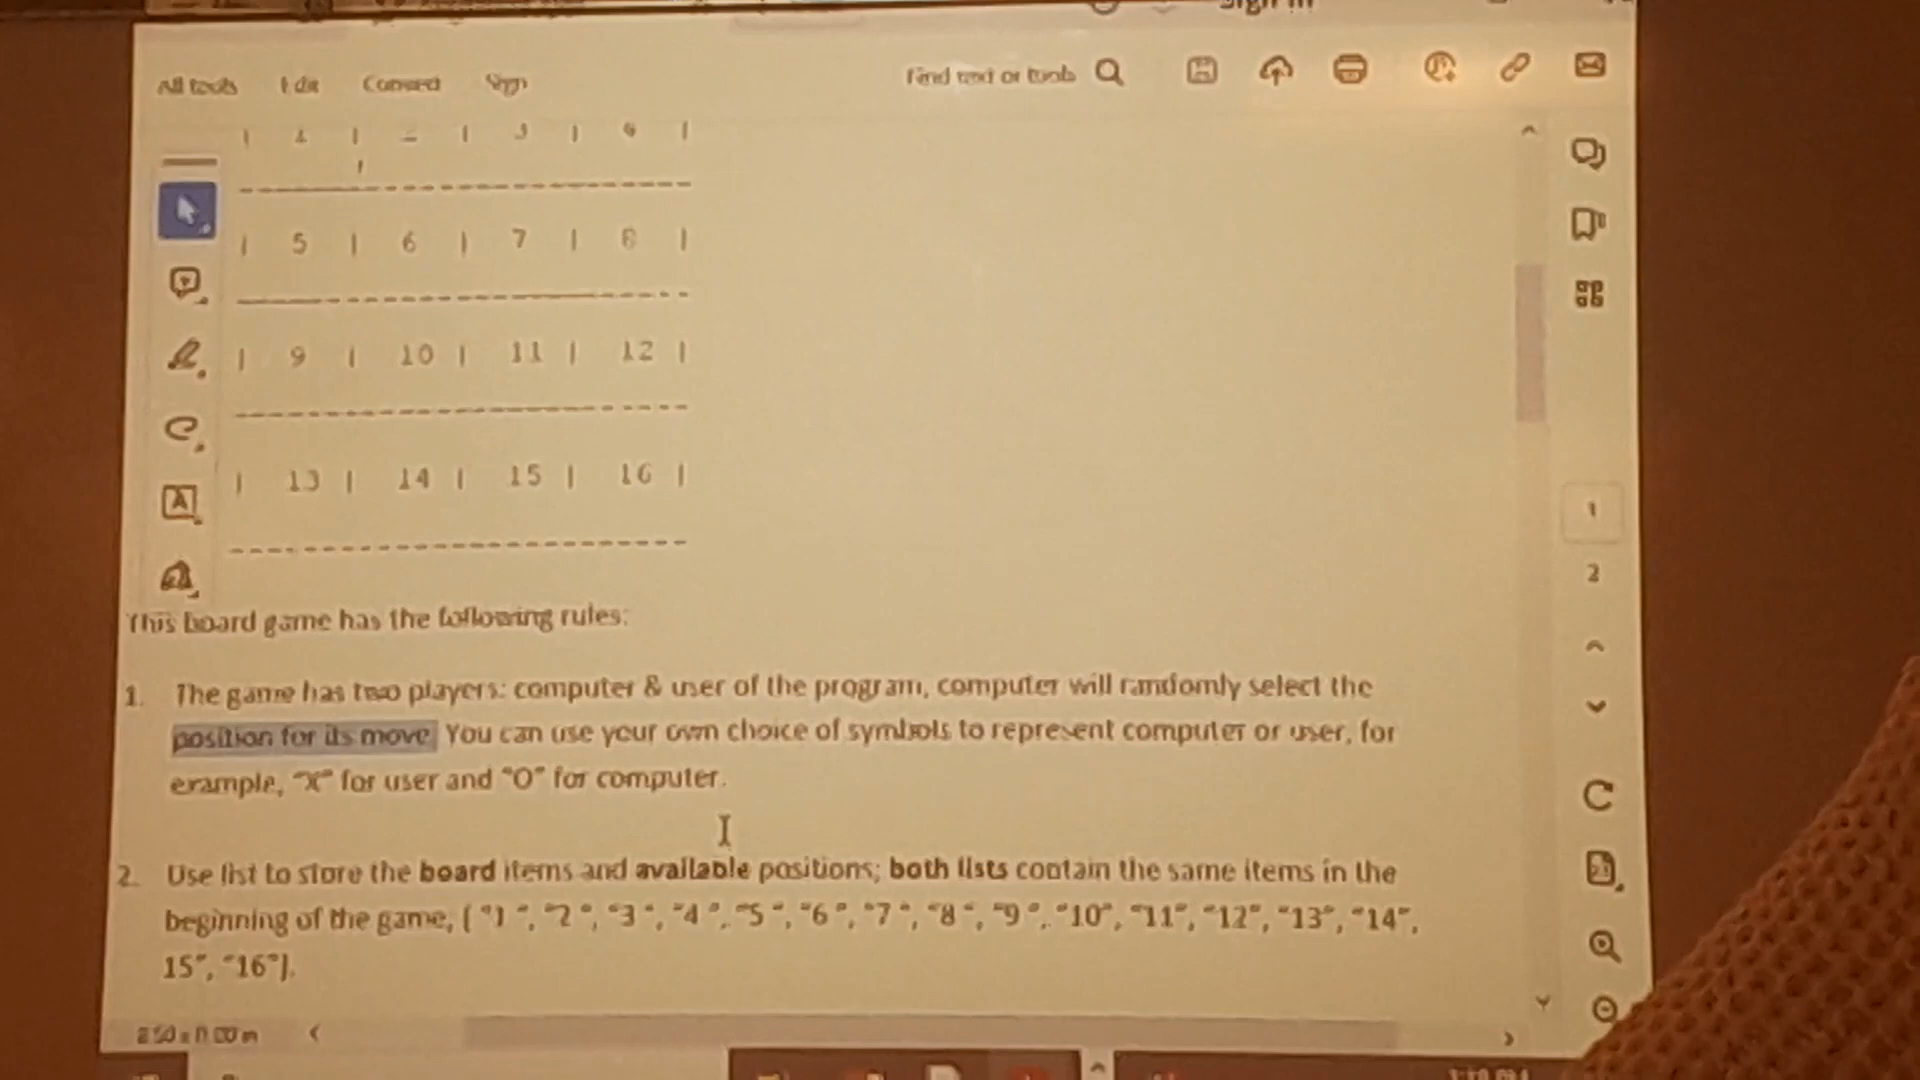 Sign in
All tools Edit Convert Sign Find text or tools
| 1 | 2 | 3 | 4 |
-------------------------
| 5 | 6 | 7 | 8 |
-------------------------
| 9 | 10 | 11 | 12 |
-------------------------
| 13 | 14 | 15 | 16 |
-------------------------
1
2
This board game has the following rules:
1. The game has two players: computer & user of the program, computer will randomly select the
position for its move. You can use your own choice of symbols to represent computer or user, for
example, "X" for user and "O" for computer.
2. Use list to store the board items and available positions; both lists contain the same items in the
beginning of the game, [ "1 ", "2 ", "3 ", "4 ", "5 ", "6 ", "7 ", "8 ", "9 ", "10", "11", "12", "13", "14",
15", "16"].